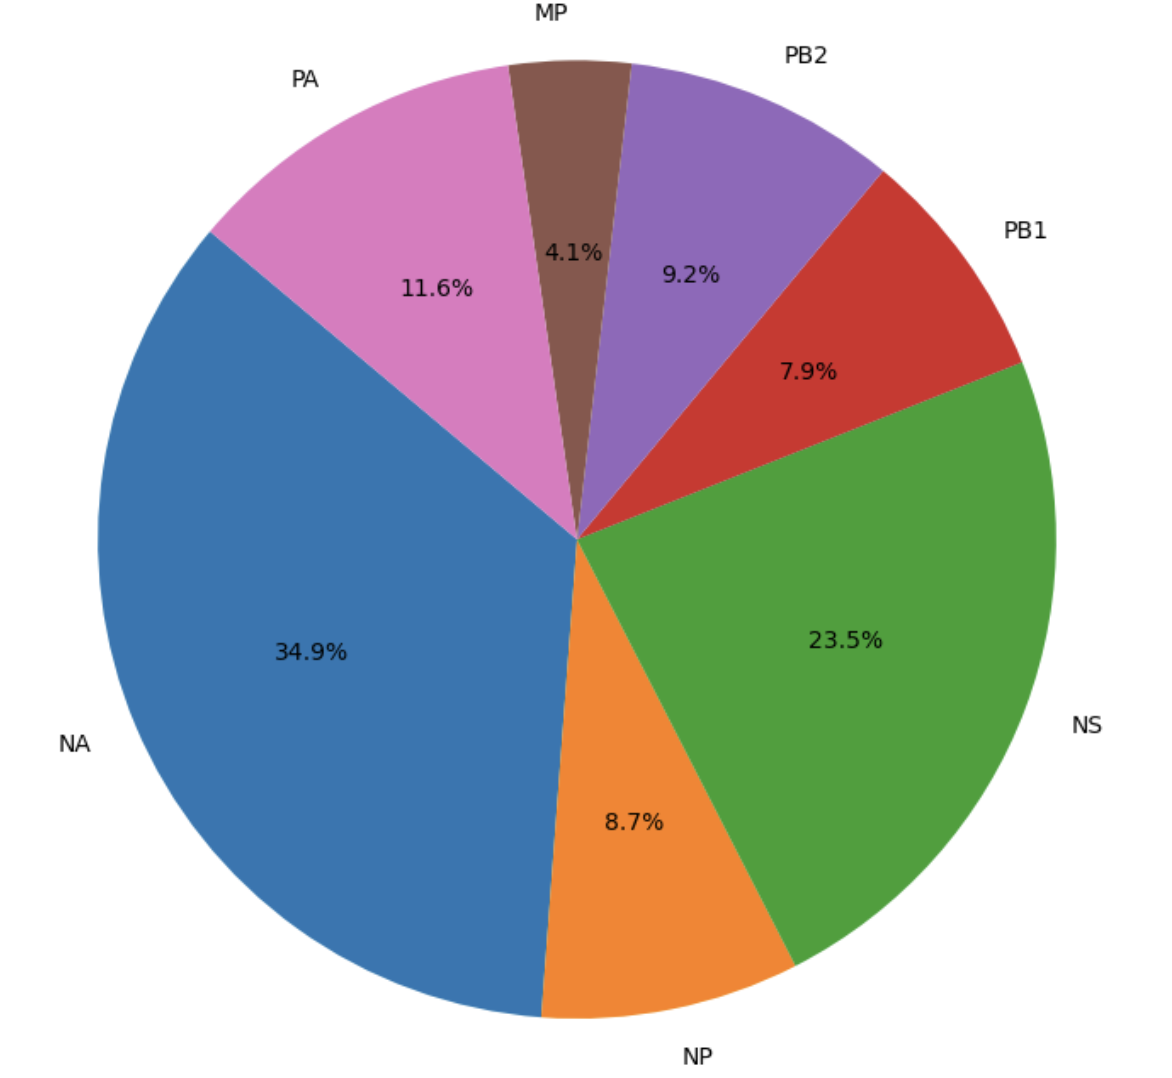 MP
PB2
PA
PB1
4.1%
9.2%
11.6%
7.9%
23.5%
34.9%
NS
NA
8.7%
NP